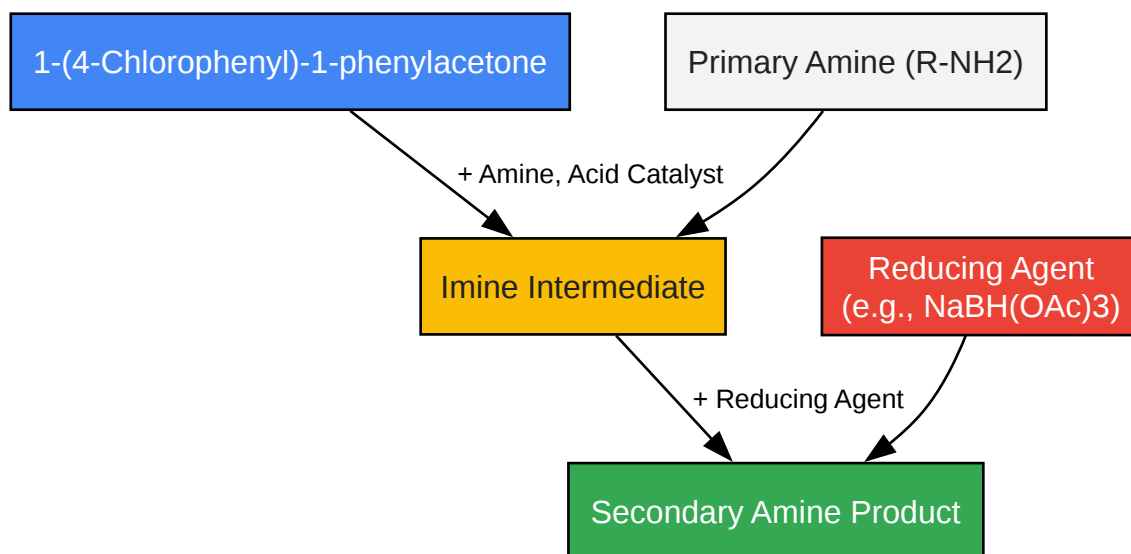 1-(4-Chlorophenyl)-1-phenylacetone
Primary Amine (R-NH2)
+ Amine, Acid Catalyst
Imine Intermediate
Reducing Agent
(e.g., NaBH(OAc)3)
+ Reducing Agent
Secondary Amine Product